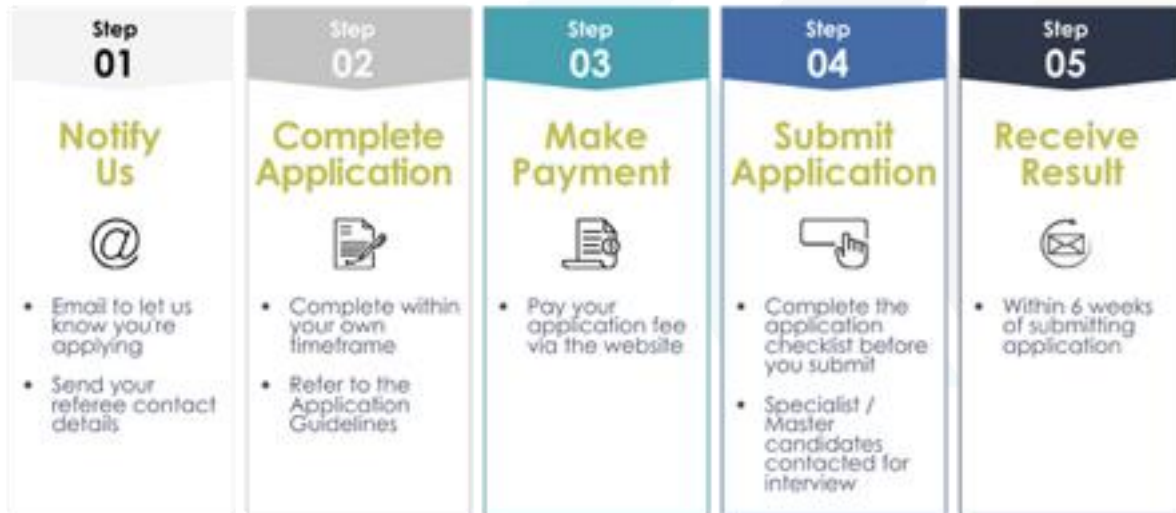 Step
01
Notify
Us
@
• Email to let us
know you're
applying
• Send your
referee contact
details
Step
02
Complete
Application
• Complete within
your own
timeframe
• Refer to the
Application
Guidelines
Step
03
Make
Payment
• Pay your
application fee
via the website
Step
04
Submit
Application
• Complete the
application
checklist before
you submit
• Specialist /
Master
candidates
contacted for
interview
Step
05
Receive
Result
• Within 6 weeks
of submitting
application